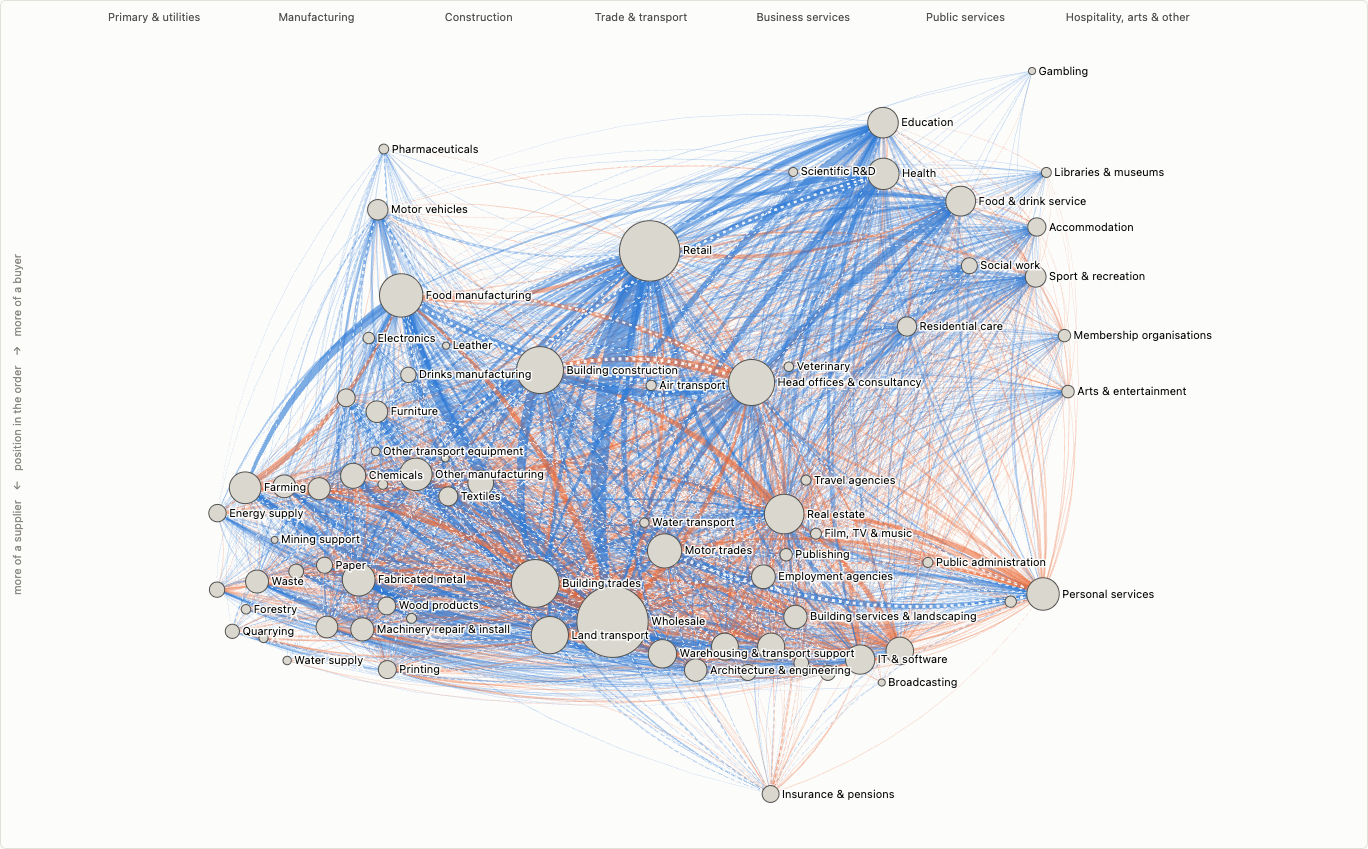 Primary & utilities
Manufacturing
Construction
Trade & transport
Business services
Public services
Hospitality, arts & other
more of a supplier ← position in the order → more of a buyer
Gambling
Education
Pharmaceuticals
Scientific R&D
Health
Libraries & museums
Food & drink service
Motor vehicles
Accommodation
Retail
Social work
Sport & recreation
Food manufacturing
Residential care
Membership organisations
Electronics
Leather
Veterinary
Building construction
Drinks manufacturing
Head offices & consultancy
Air transport
Arts & entertainment
Furniture
Other transport equipment
Chemicals
Other manufacturing
Travel agencies
Farming
Textiles
Energy supply
Real estate
Water transport
Film, TV & music
Mining support
Motor trades
Publishing
Public administration
Paper
Employment agencies
Waste
Fabricated metal
Building trades
Personal services
Wood products
Forestry
Building services & landscaping
Wholesale
Quarrying
Machinery repair & install
Land transport
Warehousing & transport support
Water supply
IT & software
Printing
Architecture & engineering
Broadcasting
Insurance & pensions